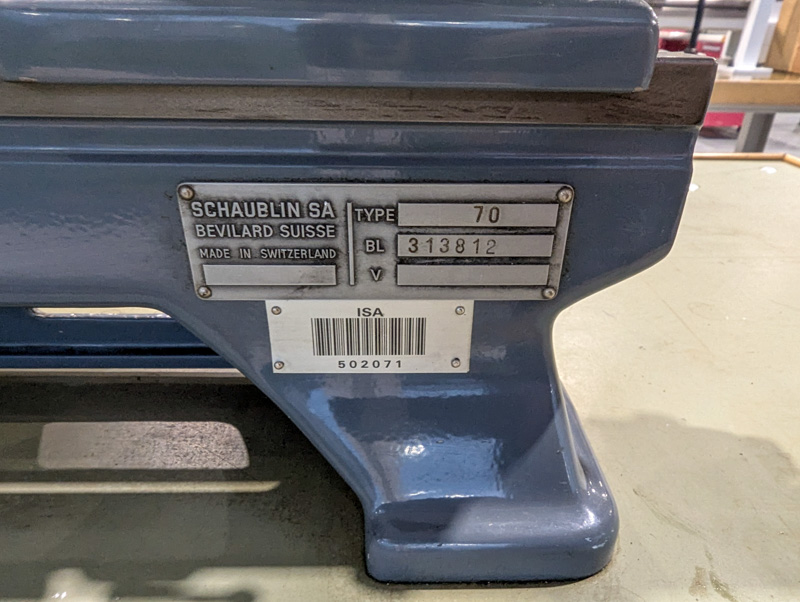 SCHAUBLIN SA
BEVILARD SUISSE
MADE IN SWITZERLAND
TYPE 70
BL 313812
V
ISA
502071